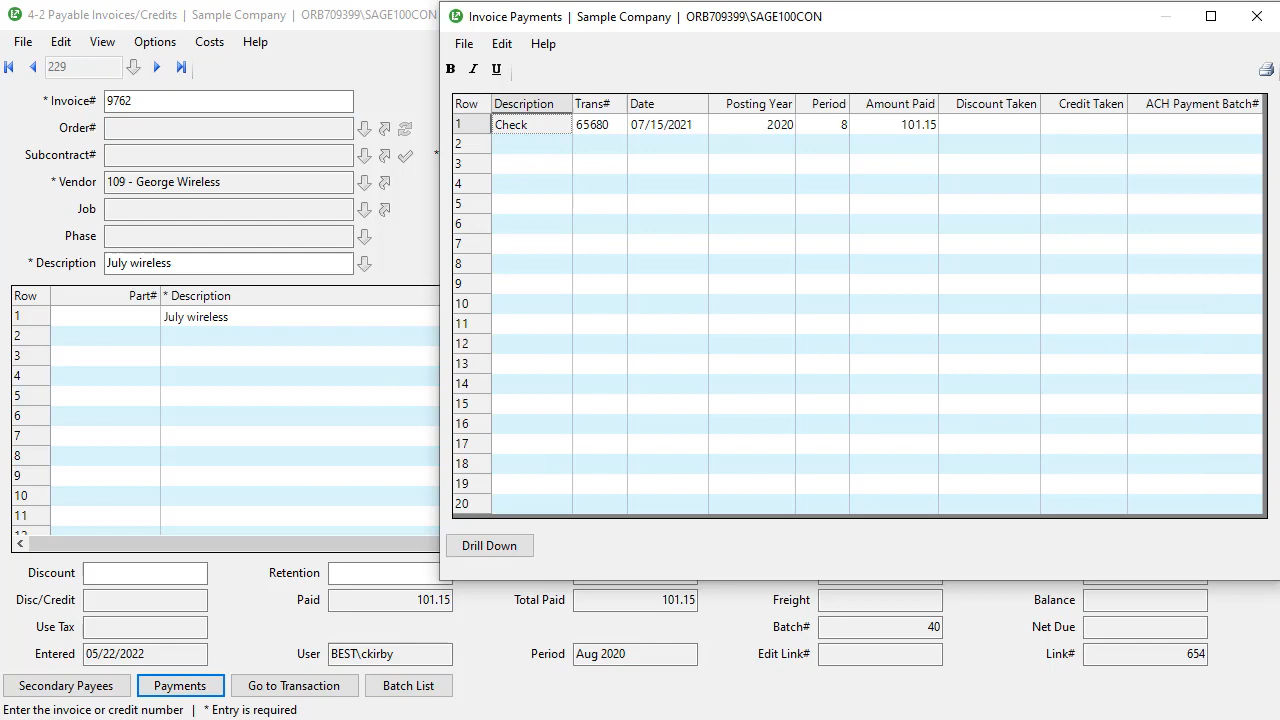 4-2 Payable Invoices/Credits | Sample Company | ORB709399\SAGE100CON
File Edit View Options Costs Help
229
* Invoice# 9762
Order#
Subcontract#
*
* Vendor 109 - George Wireless
Job
Phase
* Description July wireless
Row Part# * Description
1 July wireless
2
3
4
5
6
7
8
9
10
11
12
Discount Retention
Disc/Credit Paid 101.15 Total Paid 101.15 Freight Balance
Use Tax Batch# 40 Net Due
Entered 05/22/2022 User BEST\ckirby Period Aug 2020 Edit Link# Link# 654
Secondary Payees Payments Go to Transaction Batch List
Enter the invoice or credit number | * Entry is required
Invoice Payments | Sample Company | ORB709399\SAGE100CON
File Edit Help
B I U
Row Description Trans# Date Posting Year Period Amount Paid Discount Taken Credit Taken ACH Payment Batch#
1 Check 65680 07/15/2021 2020 8 101.15
2
3
4
5
6
7
8
9
10
11
12
13
14
15
16
17
18
19
20
Drill Down